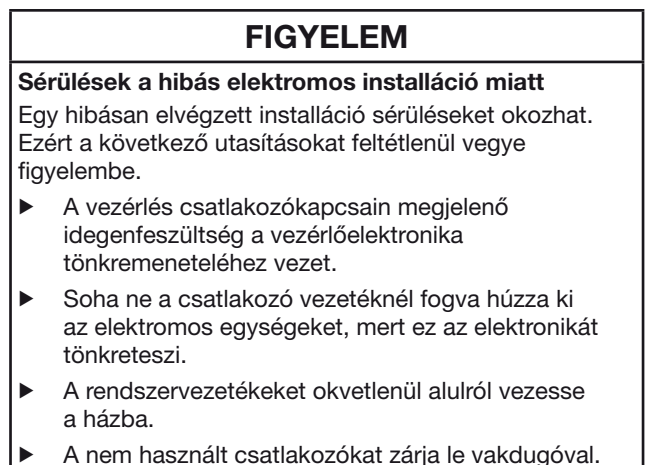 FIGYELEM
Sérülések a hibás elektromos installáció miatt
Egy hibásan elvégzett installáció sérüléseket okozhat.
Ezért a következő utasításokat feltétlenül vegye
figyelembe.
▶ A vezérlés csatlakozókapcsain megjelenő
idegenfeszültség a vezérlőelektronika
tönkremeneteléhez vezet.
▶ Soha ne a csatlakozó vezetéknél fogva húzza ki
az elektromos egységeket, mert ez az elektronikát
tönkreteszi.
▶ A rendszervezetékeket okvetlenül alulról vezesse
a házba.
▶ A nem használt csatlakozókat zárja le vakdugóval.